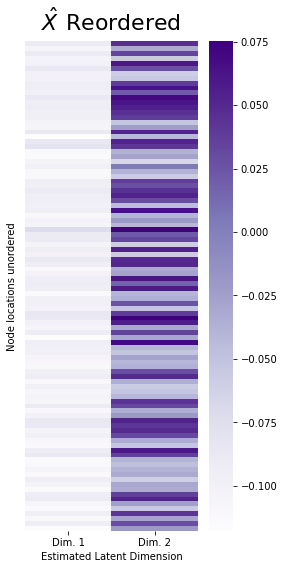 X̂ Reordered
0.075
0.050
0.025
0.000
−0.025
−0.050
−0.075
−0.100
Node locations unordered
Dim. 1 Dim. 2
Estimated Latent Dimension